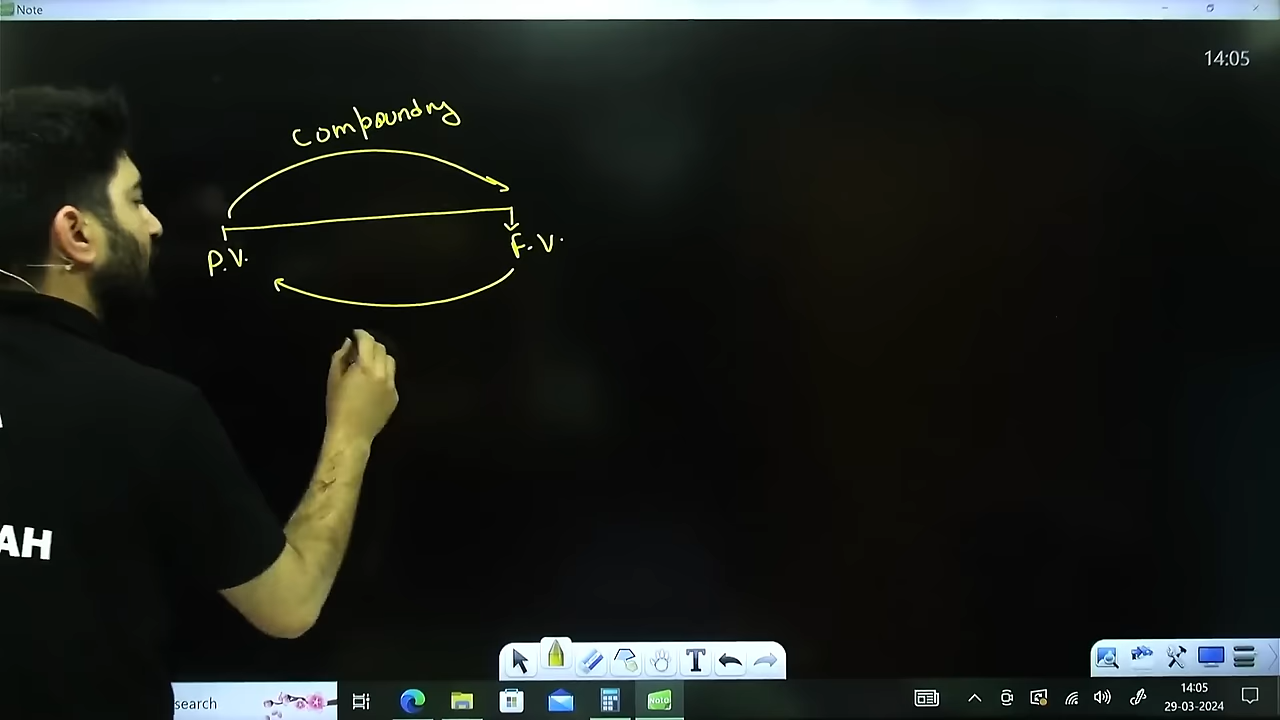 Note
14:05
Compounding
P.V.
F.V.
AH
search
T
14:05
29-03-2024